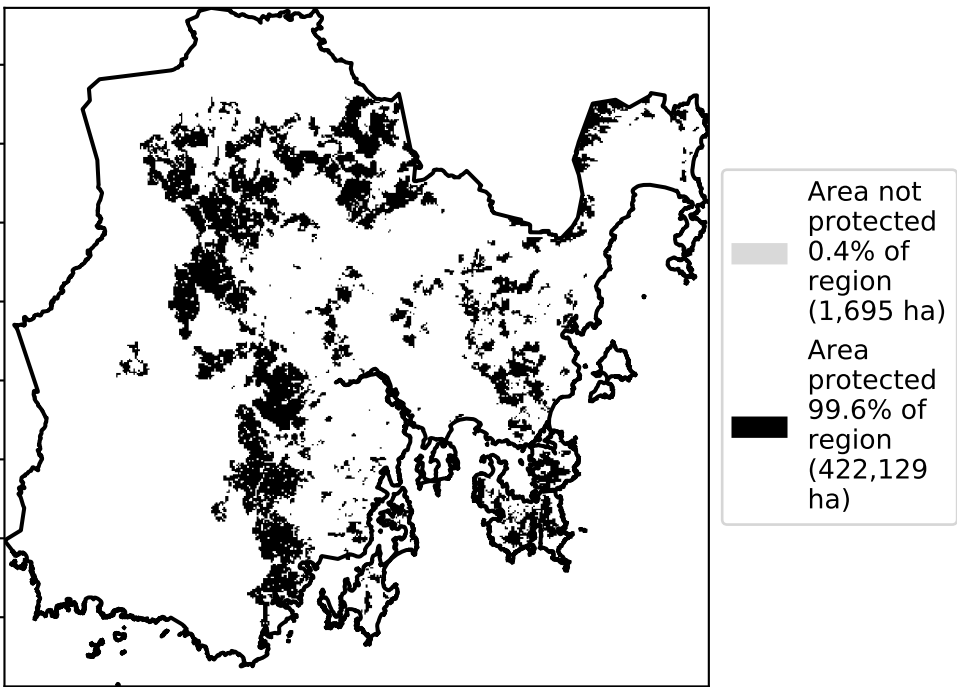 Area not
protected
0.4% of
region
(1,695 ha)
Area
protected
99.6% of
region
(422,129
ha)